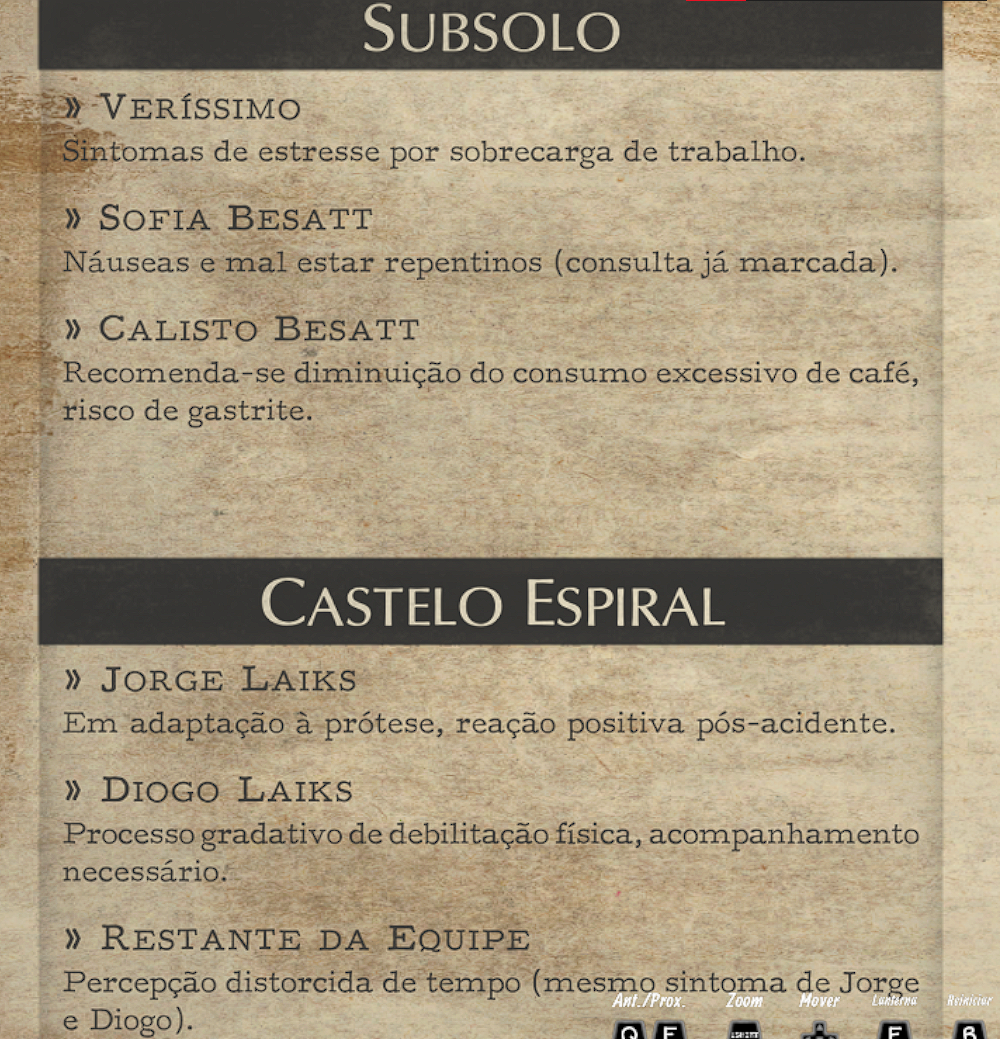 SUBSOLO
» VERÍSSIMO
Sintomas de estresse por sobrecarga de trabalho.
» SOFIA BESATT
Náuseas e mal estar repentinos (consulta já marcada).
» CALISTO BESATT
Recomenda-se diminuição do consumo excessivo de café,
risco de gastrite.
CASTELO ESPIRAL
» JORGE LAIKS
Em adaptação à prótese, reação positiva pós-acidente.
» DIOGO LAIKS
Processo gradativo de debilitação física, acompanhamento
necessário.
» RESTANTE DA EQUIPE
Percepção distorcida de tempo (mesmo sintoma de Jorge
e Diogo).
Ant./Prox. Zoom Mover Lanterna Reiniciar
Q E F R